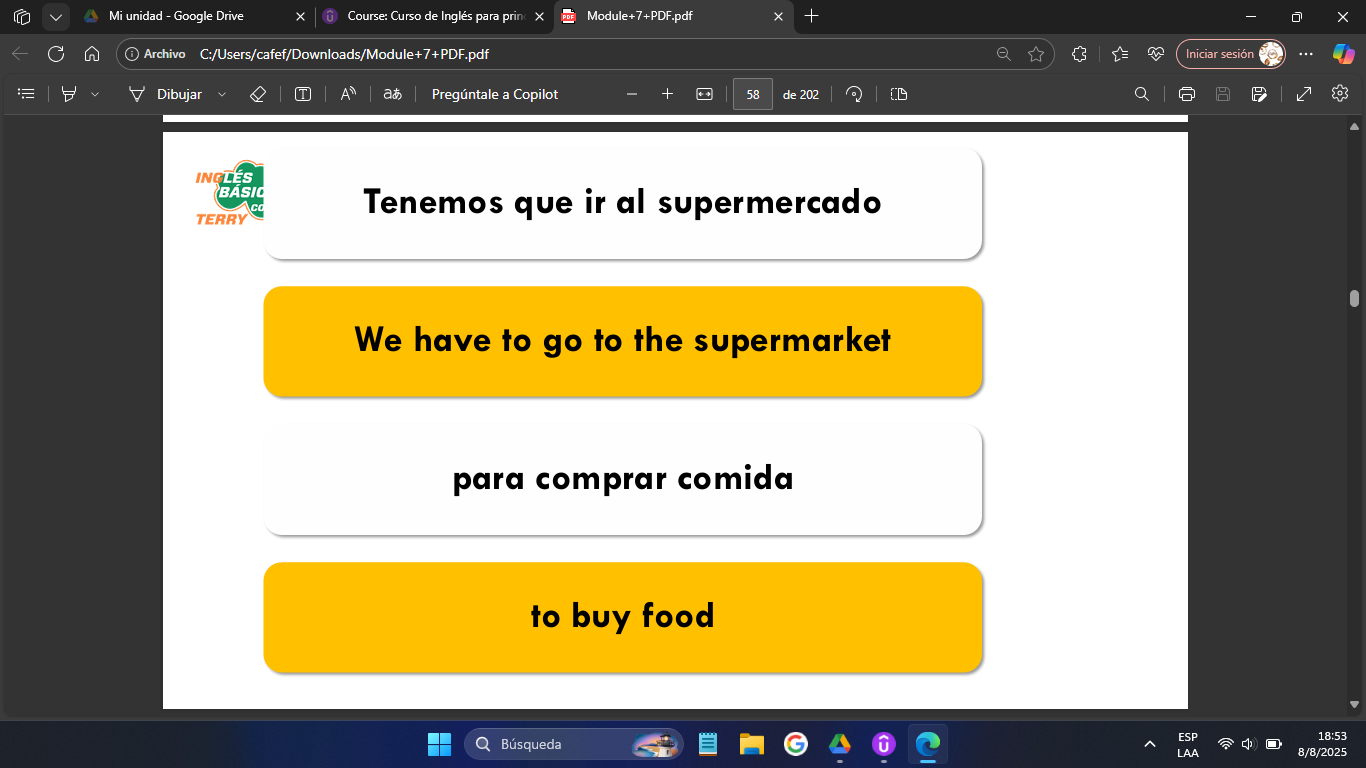 Mi unidad - Google Drive
Course: Curso de Inglés para prin
Module+7+PDF.pdf
Archivo C:/Users/cafef/Downloads/Module+7+PDF.pdf
Iniciar sesión
Dibujar
Pregúntale a Copilot
58 de 202
INGLÉS
BÁSIC
CO
TERRY
Tenemos que ir al supermercado
We have to go to the supermarket
para comprar comida
to buy food
Búsqueda
ESP
LAA
18:53
8/8/2025